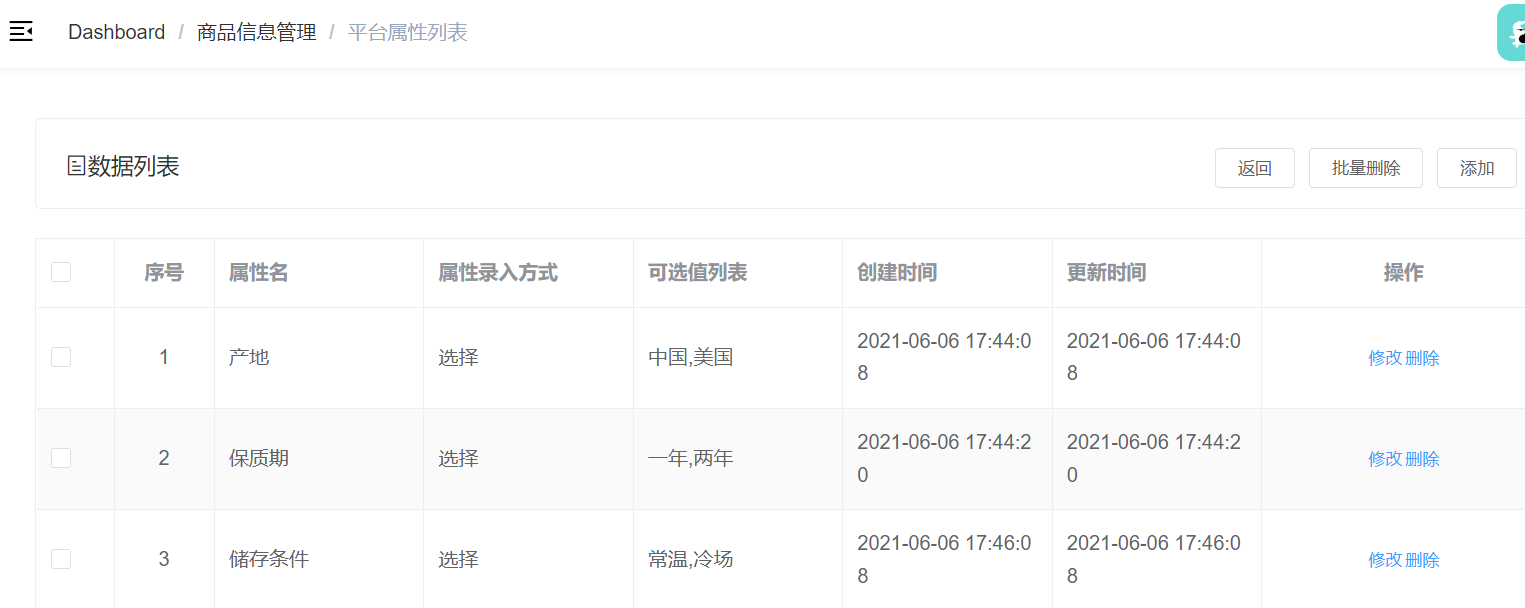 Dashboard / 商品信息管理 / 平台属性列表
数据列表 返回 批量删除 添加
序号 属性名 属性录入方式 可选值列表 创建时间 更新时间 操作
1 产地 选择 中国,美国 2021-06-06 17:44:08 2021-06-06 17:44:08 修改 删除
2 保质期 选择 一年,两年 2021-06-06 17:44:20 2021-06-06 17:44:20 修改 删除
3 储存条件 选择 常温,冷场 2021-06-06 17:46:08 2021-06-06 17:46:08 修改 删除